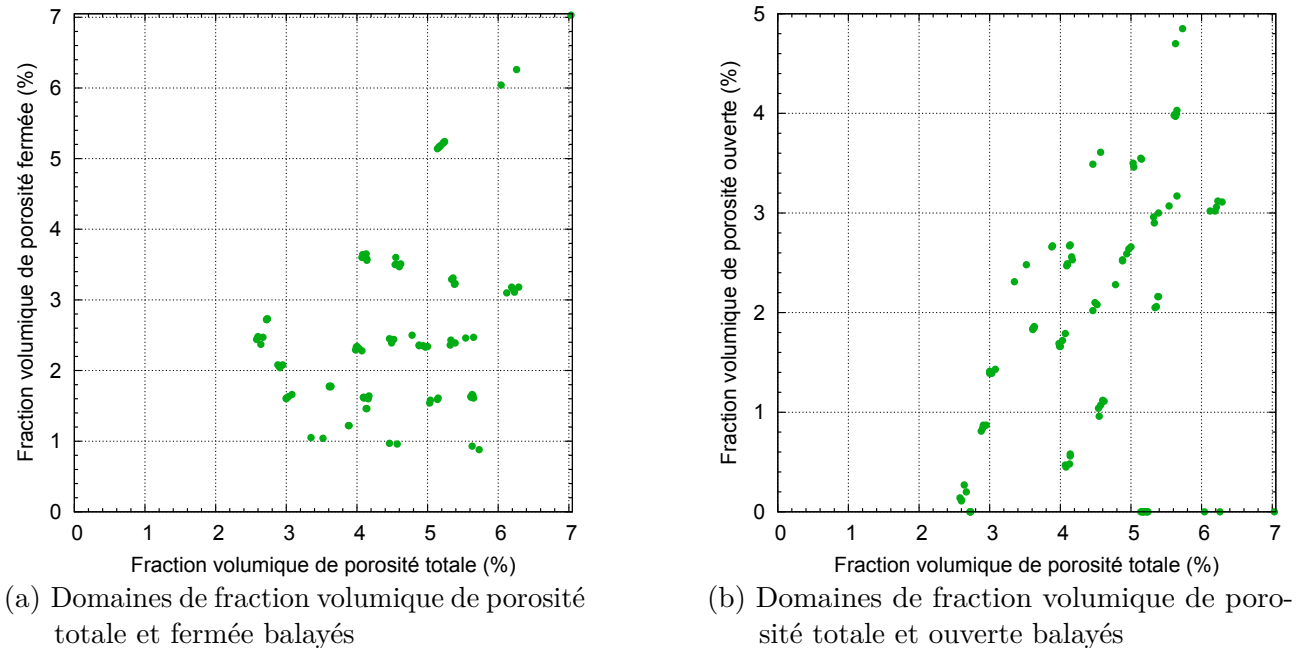 Fraction volumique de porosité fermée (%)
7
6
5
4
3
2
1
0
0 1 2 3 4 5 6 7
Fraction volumique de porosité totale (%)
(a) Domaines de fraction volumique de porosité
totale et fermée balayés
Fraction volumique de porosité ouverte (%)
5
4
3
2
1
0
0 1 2 3 4 5 6 7
Fraction volumique de porosité totale (%)
(b) Domaines de fraction volumique de poro-
sité totale et ouverte balayés